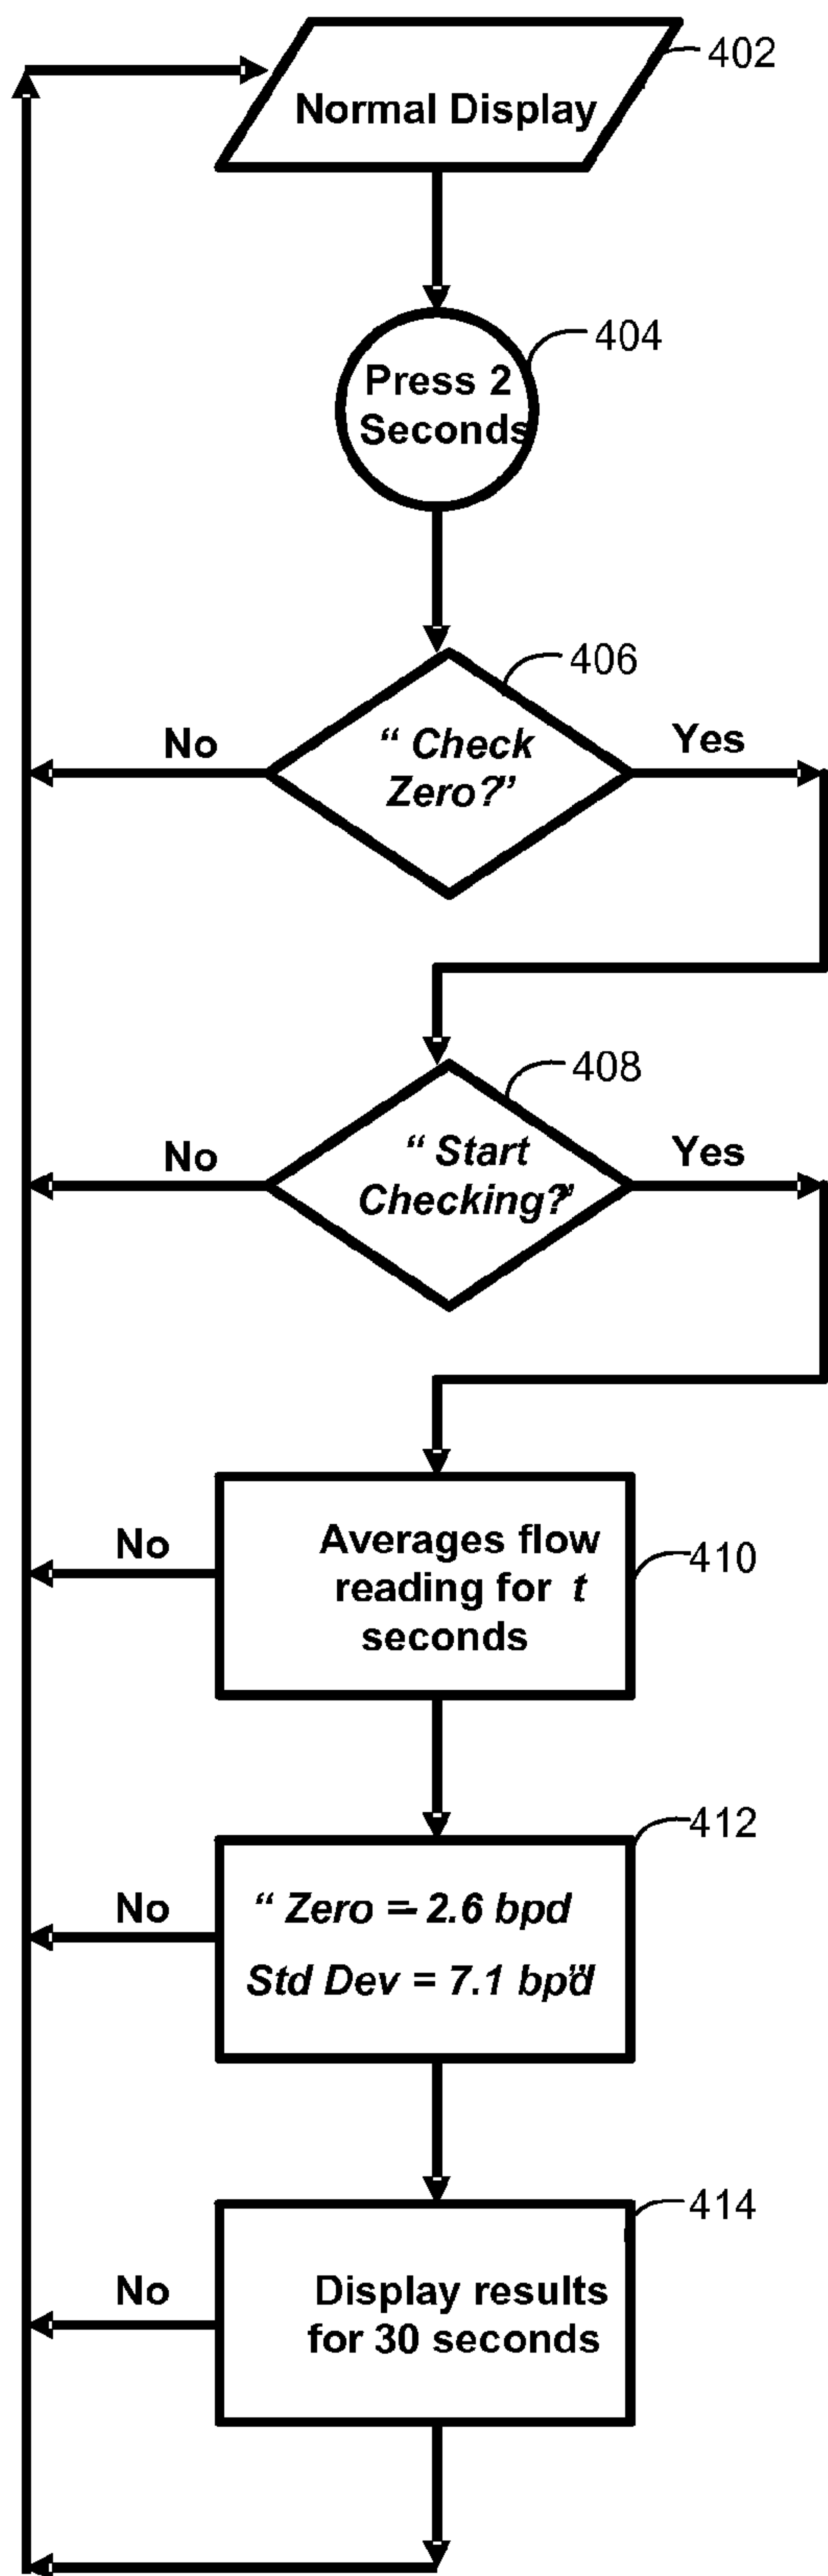 402
Normal Display
404
Press 2
Seconds
406
“ Check
Zero?”
No
Yes
408
“ Start
Checking?”
No
Yes
Averages flow
reading for t
seconds
No
410
412
“ Zero =- 2.6 bpd
Std Dev = 7.1 bpd”
No
414
Display results
for 30 seconds
No